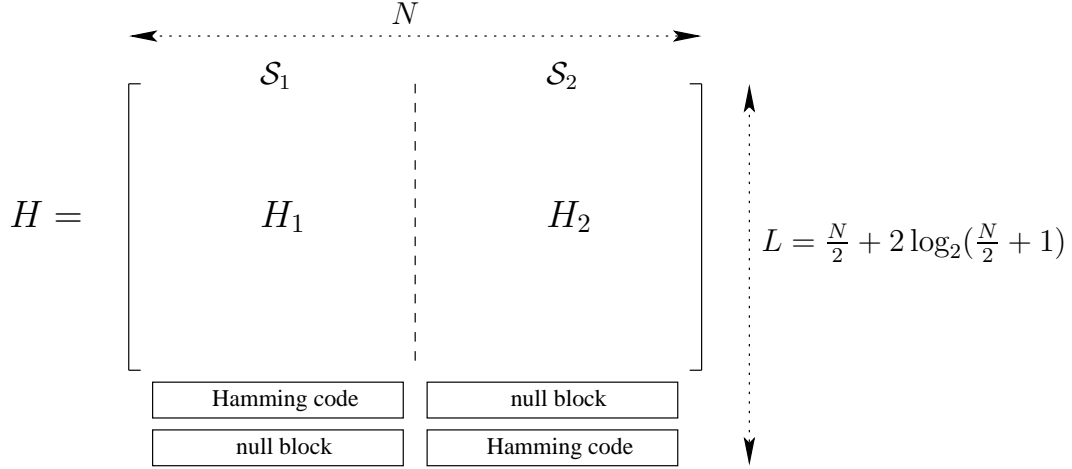 N
𝒮₁ 𝒮₂
H = H₁ H₂
L = N/2 + 2 log₂(N/2 + 1)
Hamming code null block
null block Hamming code